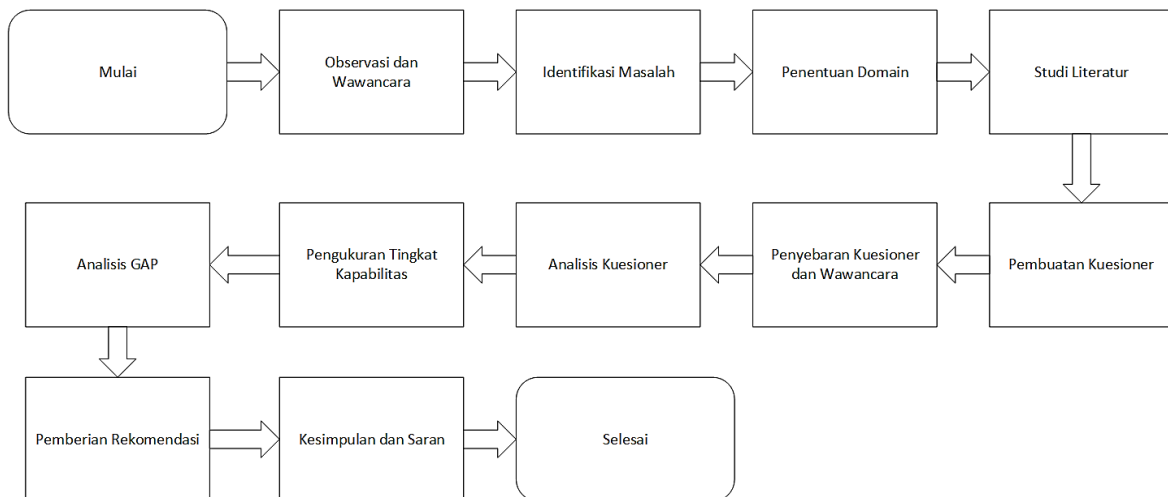 Mulai
Observasi dan
Wawancara
Identifikasi Masalah
Penentuan Domain
Studi Literatur
Pembuatan Kuesioner
Penyebaran Kuesioner
dan Wawancara
Analisis Kuesioner
Pengukuran Tingkat
Kapabilitas
Analisis GAP
Pemberian Rekomendasi
Kesimpulan dan Saran
Selesai